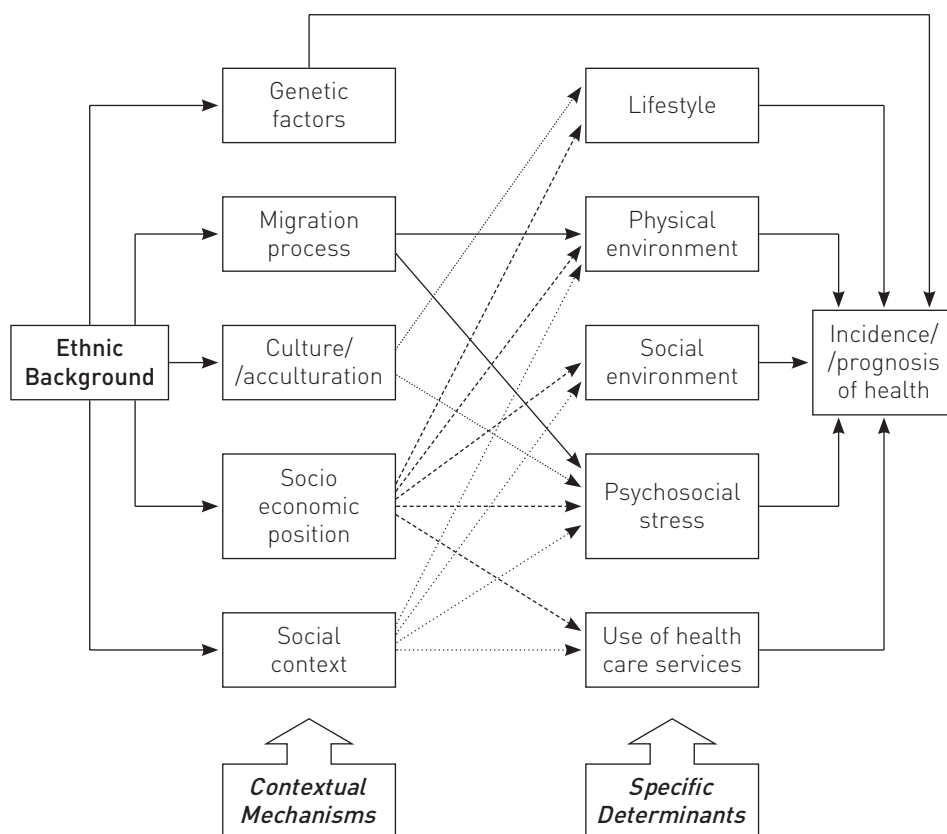 Genetic
factors
Lifestyle
Migration
process
Physical
environment
Ethnic
Background
Culture/
/acculturation
Social
environment
Incidence/
/prognosis
of health
Socio
economic
position
Psychosocial
stress
Social
context
Use of health
care services
Contextual
Mechanisms
Specific
Determinants